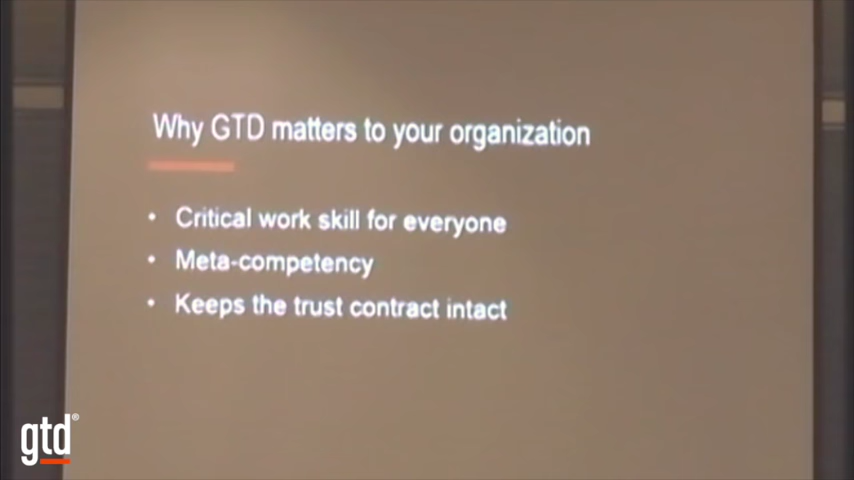 Why GTD matters to your organization
• Critical work skill for everyone
• Meta-competency
• Keeps the trust contract intact
gtd®